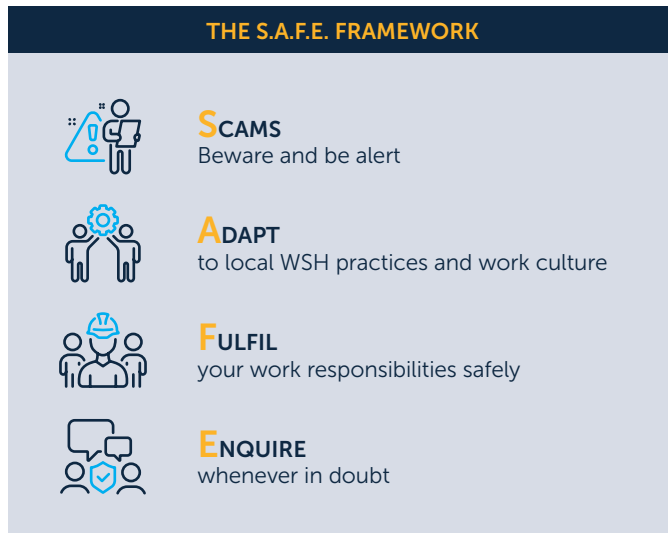 THE S.A.F.E. FRAMEWORK
SCAMS
Beware and be alert
ADAPT
to local WSH practices and work culture
FULFIL
your work responsibilities safely
ENQUIRE
whenever in doubt